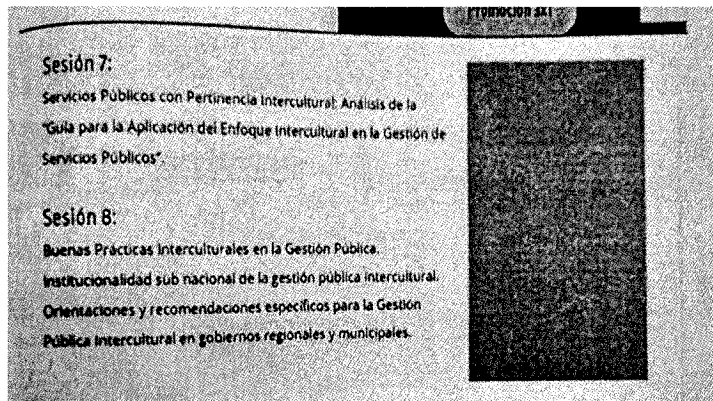 Promoción 3x1
Sesión 7:
Servicios Públicos con Pertinencia Intercultural: Análisis de la
"Guía para la Aplicación del Enfoque Intercultural en la Gestión de
Servicios Públicos".
Sesión 8:
Buenas Prácticas Interculturales en la Gestión Pública.
Institucionalidad sub nacional de la gestión pública intercultural.
Orientaciones y recomendaciones específicos para la Gestión
Pública Intercultural en gobiernos regionales y municipales.